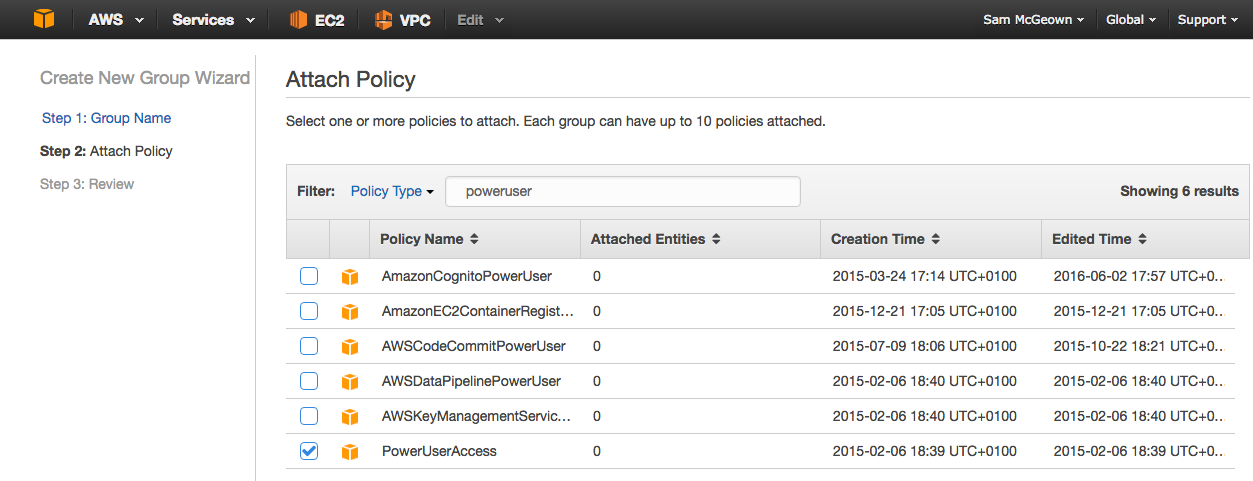 AWS Services EC2 VPC Edit Sam McGeown Global Support
Create New Group Wizard
Step 1: Group Name
Step 2: Attach Policy
Step 3: Review
Attach Policy
Select one or more policies to attach. Each group can have up to 10 policies attached.
Filter: Policy Type poweruser Showing 6 results
Policy Name Attached Entities Creation Time Edited Time
AmazonCognitoPowerUser 0 2015-03-24 17:14 UTC+0100 2016-06-02 17:57 UTC+0...
AmazonEC2ContainerRegist... 0 2015-12-21 17:05 UTC+0100 2015-12-21 17:05 UTC+0...
AWSCodeCommitPowerUser 0 2015-07-09 18:06 UTC+0100 2015-10-22 18:21 UTC+0...
AWSDataPipelinePowerUser 0 2015-02-06 18:40 UTC+0100 2015-02-06 18:40 UTC+0...
AWSKeyManagementServic... 0 2015-02-06 18:40 UTC+0100 2015-02-06 18:40 UTC+0...
PowerUserAccess 0 2015-02-06 18:39 UTC+0100 2015-02-06 18:39 UTC+0...